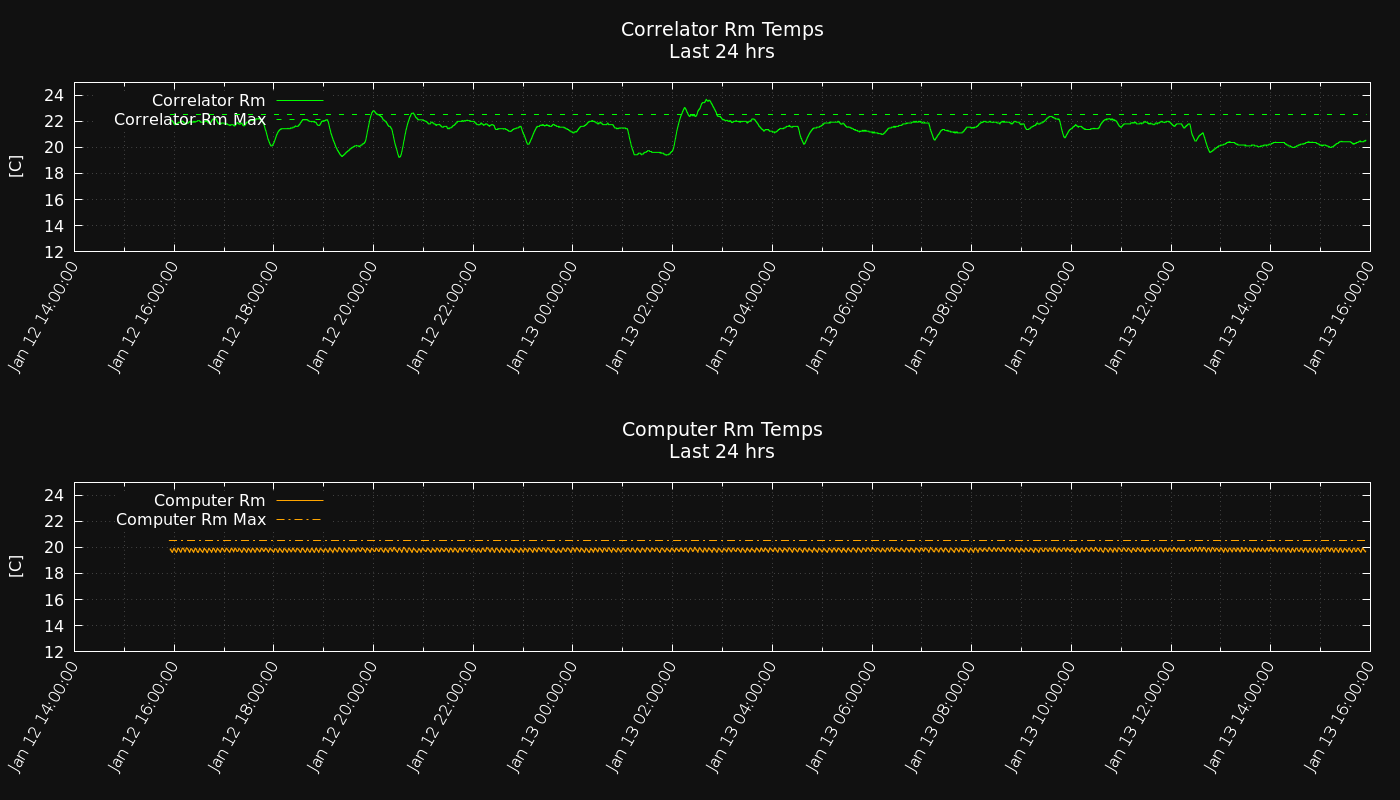 Correlator Rm Temps
Last 24 hrs
Correlator Rm
Correlator Rm Max
[C]
24
22
20
18
16
14
12
Jan 12 14:00:00
Jan 12 16:00:00
Jan 12 18:00:00
Jan 12 20:00:00
Jan 12 22:00:00
Jan 13 00:00:00
Jan 13 02:00:00
Jan 13 04:00:00
Jan 13 06:00:00
Jan 13 08:00:00
Jan 13 10:00:00
Jan 13 12:00:00
Jan 13 14:00:00
Jan 13 16:00:00
Computer Rm Temps
Last 24 hrs
Computer Rm
Computer Rm Max
[C]
24
22
20
18
16
14
12
Jan 12 14:00:00
Jan 12 16:00:00
Jan 12 18:00:00
Jan 12 20:00:00
Jan 12 22:00:00
Jan 13 00:00:00
Jan 13 02:00:00
Jan 13 04:00:00
Jan 13 06:00:00
Jan 13 08:00:00
Jan 13 10:00:00
Jan 13 12:00:00
Jan 13 14:00:00
Jan 13 16:00:00